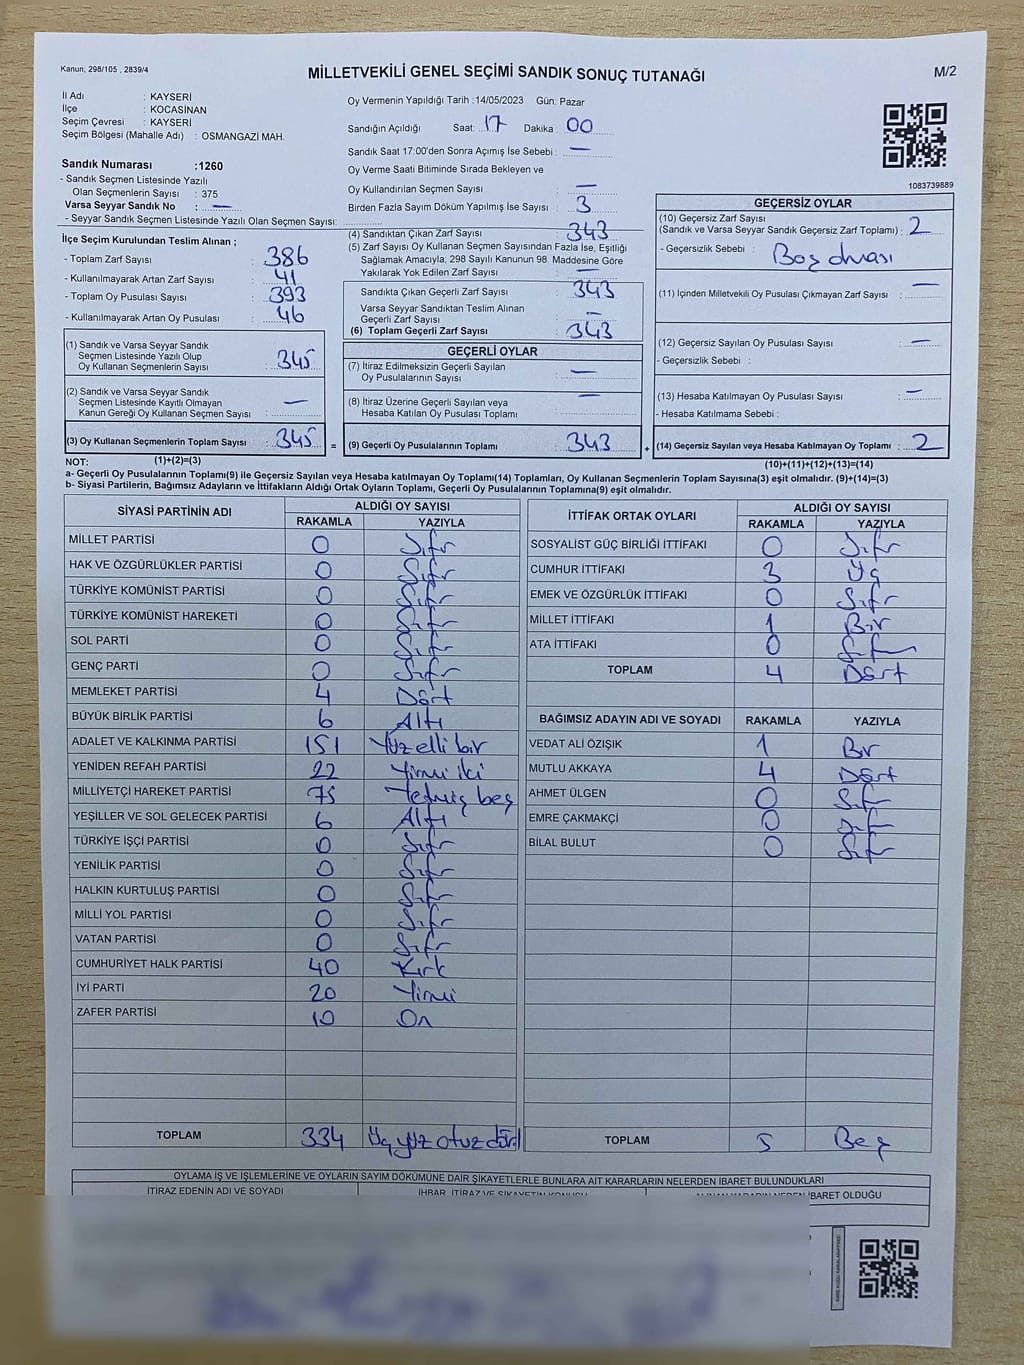 Kanun, 298/105 , 2839/4
MİLLETVEKİLİ GENEL SEÇİMİ SANDIK SONUÇ TUTANAĞI
M/2
İl Adı : KAYSERİ
İlçe : KOCASİNAN
Seçim Çevresi : KAYSERİ
Seçim Bölgesi (Mahalle Adı) : OSMANGAZİ MAH.
Sandık Numarası :1260
- Sandık Seçmen Listesinde Yazılı
Olan Seçmenlerin Sayısı : 375
Varsa Seyyar Sandık No : —
- Seyyar Sandık Seçmen Listesinde Yazılı Olan Seçmen Sayısı:
Oy Vermenin Yapıldığı Tarih :14/05/2023 Gün: Pazar
Sandığın Açıldığı Saat: 17 Dakika : 00
Sandık Saat 17:00'den Sonra Açımış İse Sebebi : —
Oy Verme Saati Bitiminde Sırada Bekleyen ve
Oy Kullandırılan Seçmen Sayısı : —
Birden Fazla Sayım Döküm Yapılmış İse Sayısı : 3
1083739889
İlçe Seçim Kurulundan Teslim Alınan ;
- Toplam Zarf Sayısı : 386
- Kullanılmayarak Artan Zarf Sayısı : 41
- Toplam Oy Pusulası Sayısı : 393
- Kullanılmayarak Artan Oy Pusulası : 46
(1) Sandık ve Varsa Seyyar Sandık
Seçmen Listesinde Yazılı Olup
Oy Kullanan Seçmenlerin Sayısı : 345
(2) Sandık ve Varsa Seyyar Sandık
Seçmen Listesinde Kayıtlı Olmayan
Kanun Gereği Oy Kullanan Seçmen Sayısı : —
(3) Oy Kullanan Seçmenlerin Toplam Sayısı : 345
(1)+(2)=(3)
(4) Sandıktan Çıkan Zarf Sayısı : 343
(5) Zarf Sayısı Oy Kullanan Seçmen Sayısından Fazla İse, Eşitliği
Sağlamak Amacıyla; 298 Sayılı Kanunun 98. Maddesine Göre
Yakılarak Yok Edilen Zarf Sayısı : —
Sandıkta Çıkan Geçerli Zarf Sayısı : 343
Varsa Seyyar Sandıktan Teslim Alınan
Geçerli Zarf Sayısı : —
(6) Toplam Geçerli Zarf Sayısı : 343
GEÇERLİ OYLAR
(7) İtiraz Edilmeksizin Geçerli Sayılan
Oy Pusulalarının Sayısı : —
(8) İtiraz Üzerine Geçerli Sayılan veya
Hesaba Katılan Oy Pusulası Toplamı : —
= (9) Geçerli Oy Pusulalarının Toplamı : 343
GEÇERSİZ OYLAR
(10) Geçersiz Zarf Sayısı
(Sandık ve Varsa Seyyar Sandık Geçersiz Zarf Toplamı) : 2
- Geçersizlik Sebebi : Boş olması
(11) İçinden Milletvekili Oy Pusulası Çıkmayan Zarf Sayısı : —
(12) Geçersiz Sayılan Oy Pusulası Sayısı : —
- Geçersizlik Sebebi :
(13) Hesaba Katılmayan Oy Pusulası Sayısı : —
- Hesaba Katılmama Sebebi :
+ (14) Geçersiz Sayılan veya Hesaba Katılmayan Oy Toplamı : 2
(10)+(11)+(12)+(13)=(14)
NOT:
a- Geçerli Oy Pusulalarının Toplamı(9) ile Geçersiz Sayılan veya Hesaba katılmayan Oy Toplamı(14) Toplamları, Oy Kullanan Seçmenlerin Toplam Sayısına(3) eşit olmalıdır. (9)+(14)=(3)
b- Siyasi Partilerin, Bağımsız Adayların ve İttifakların Aldığı Ortak Oyların Toplamı, Geçerli Oy Pusulalarının Toplamına(9) eşit olmalıdır.
SİYASİ PARTİNİN ADI ALDIĞI OY SAYISI
RAKAMLA YAZIYLA
MİLLET PARTİSİ 0 Sıfır
HAK VE ÖZGÜRLÜKLER PARTİSİ 0 Sıfır
TÜRKİYE KOMÜNİST PARTİSİ 0 Sıfır
TÜRKİYE KOMÜNİST HAREKETİ 0 Sıfır
SOL PARTİ 0 Sıfır
GENÇ PARTİ 0 Sıfır
MEMLEKET PARTİSİ 4 Dört
BÜYÜK BİRLİK PARTİSİ 6 Altı
ADALET VE KALKINMA PARTİSİ 151 Yüz elli bir
YENİDEN REFAH PARTİSİ 22 Yirmi iki
MİLLİYETÇİ HAREKET PARTİSİ 75 Yetmiş beş
YEŞİLLER VE SOL GELECEK PARTİSİ 6 Altı
TÜRKİYE İŞÇİ PARTİSİ 0 Sıfır
YENİLİK PARTİSİ 0 Sıfır
HALKIN KURTULUŞ PARTİSİ 0 Sıfır
MİLLİ YOL PARTİSİ 0 Sıfır
VATAN PARTİSİ 0 Sıfır
CUMHURİYET HALK PARTİSİ 40 Kırk
İYİ PARTİ 20 Yirmi
ZAFER PARTİSİ 10 On
TOPLAM 334 Üç yüz otuz dört
İTTİFAK ORTAK OYLARI ALDIĞI OY SAYISI
RAKAMLA YAZIYLA
SOSYALİST GÜÇ BİRLİĞİ İTTİFAKI 0 Sıfır
CUMHUR İTTİFAKI 3 Üç
EMEK VE ÖZGÜRLÜK İTTİFAKI 0 Sıfır
MİLLET İTTİFAKI 1 Bir
ATA İTTİFAKI 0 Sıfır
TOPLAM 4 Dört
BAĞIMSIZ ADAYIN ADI VE SOYADI RAKAMLA YAZIYLA
VEDAT ALİ ÖZIŞIK 1 Bir
MUTLU AKKAYA 4 Dört
AHMET ÜLGEN 0 Sıfır
EMRE ÇAKMAKÇİ 0 Sıfır
BİLAL BULUT 0 Sıfır
TOPLAM 5 Beş
OYLAMA İŞ VE İŞLEMLERİNE VE OYLARIN SAYIM DÖKÜMÜNE DAİR ŞİKAYETLERLE BUNLARA AİT KARARLARIN NELERDEN İBARET BULUNDUKLARI
İTİRAZ EDENİN ADI VE SOYADI İHBAR, İTİRAZ VE ŞİKAYETİN KONUSU ALINAN KARARIN NEDEN İBARET OLDUĞU